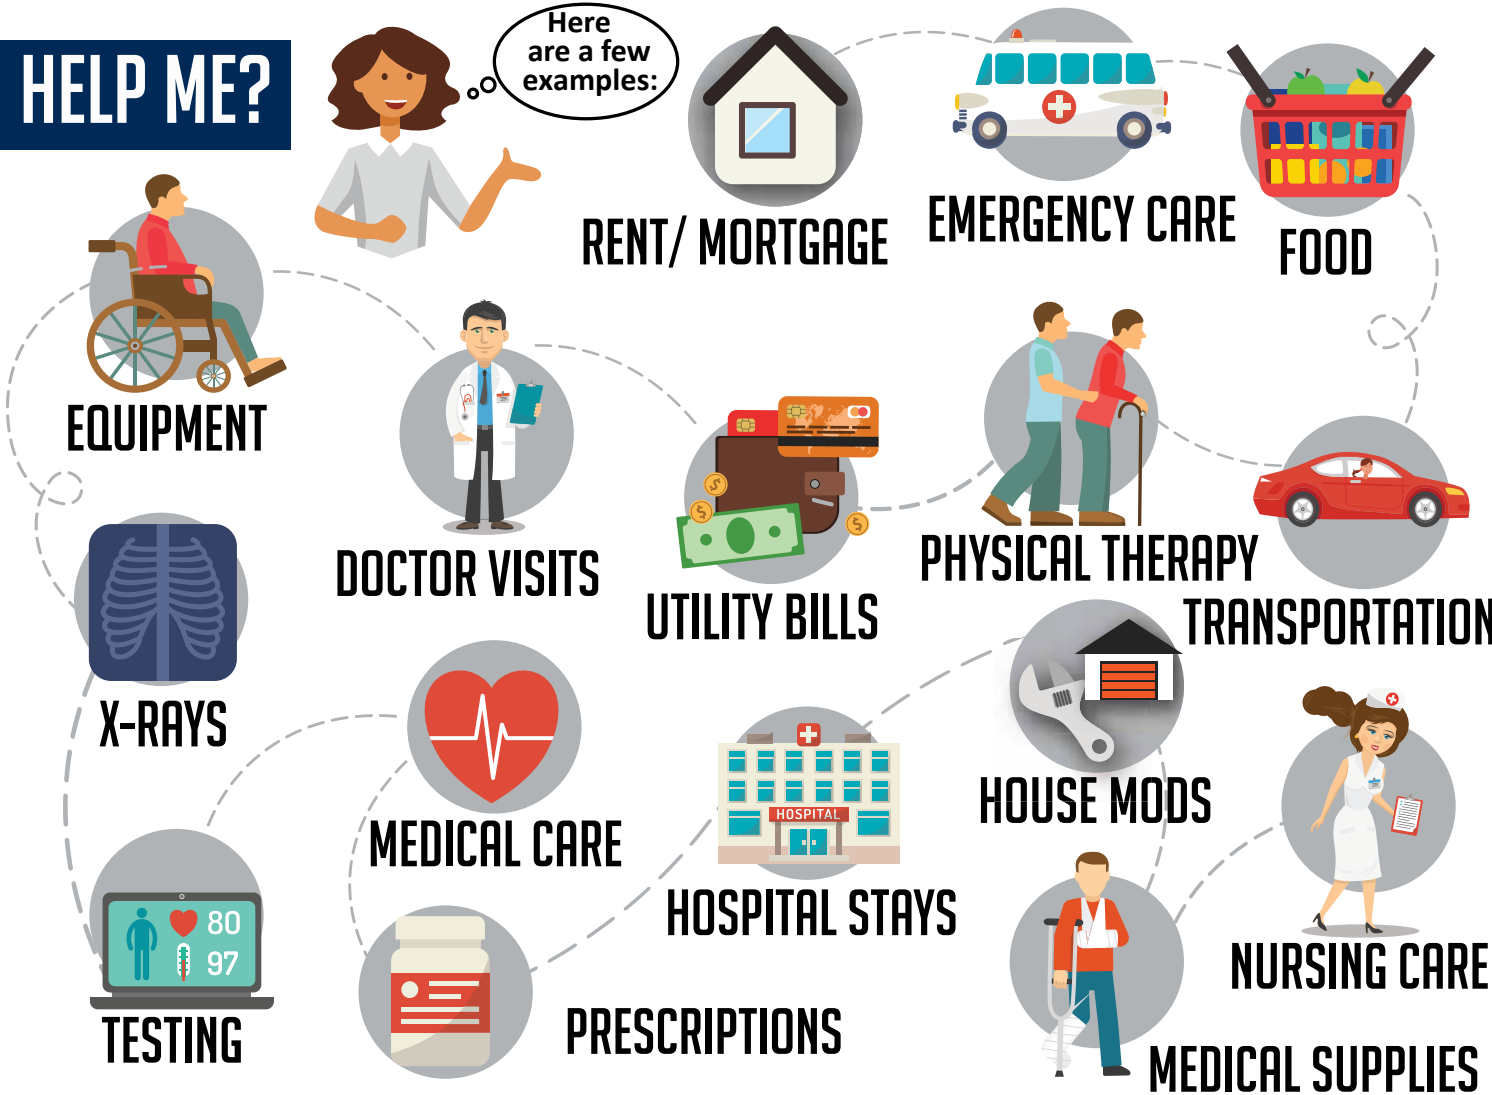 HELP ME?
Here
are a few
examples:
RENT/ MORTGAGE
EMERGENCY CARE
FOOD
EQUIPMENT
DOCTOR VISITS
UTILITY BILLS
PHYSICAL THERAPY
TRANSPORTATION
X-RAYS
MEDICAL CARE
HOSPITAL
HOSPITAL STAYS
HOUSE MODS
NURSING CARE
80
97
TESTING
PRESCRIPTIONS
MEDICAL SUPPLIES